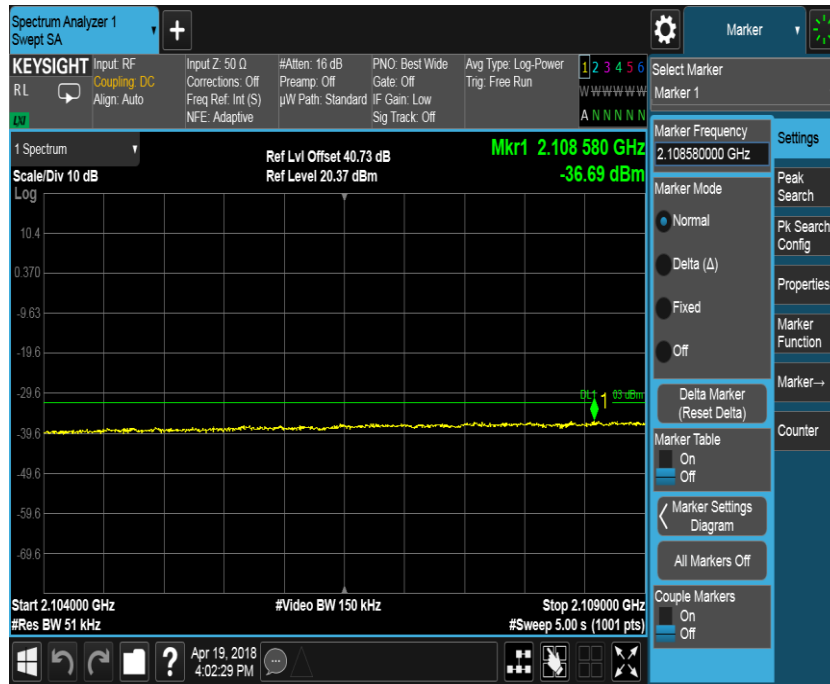 Spectrum Analyzer 1
Swept SA
Marker
KEYSIGHT
RL
LXI
Input: RF
Coupling: DC
Align: Auto
Input Z: 50 Ω
Corrections: Off
Freq Ref: Int (S)
NFE: Adaptive
#Atten: 16 dB
Preamp: Off
µW Path: Standard
PNO: Best Wide
Gate: Off
IF Gain: Low
Sig Track: Off
Avg Type: Log-Power
Trig: Free Run
1 2 3 4 5 6
W W W W W W
A N N N N N
Select Marker
Marker 1
1 Spectrum
Scale/Div 10 dB
Log
Ref Lvl Offset 40.73 dB
Ref Level 20.37 dBm
Mkr1 2.108 580 GHz
-36.69 dBm
10.4
0.370
-9.63
-19.6
-29.6
-39.6
-49.6
-59.6
-69.6
DL1 03 dBm
1
Start 2.104000 GHz
#Res BW 51 kHz
#Video BW 150 kHz
Stop 2.109000 GHz
#Sweep 5.00 s (1001 pts)
Marker Frequency
2.108580000 GHz
Marker Mode
Normal
Delta (Δ)
Fixed
Off
Delta Marker
(Reset Delta)
Marker Table
On
Off
Marker Settings
Diagram
All Markers Off
Couple Markers
On
Off
Settings
Peak
Search
Pk Search
Config
Properties
Marker
Function
Marker→
Counter
Apr 19, 2018
4:02:29 PM